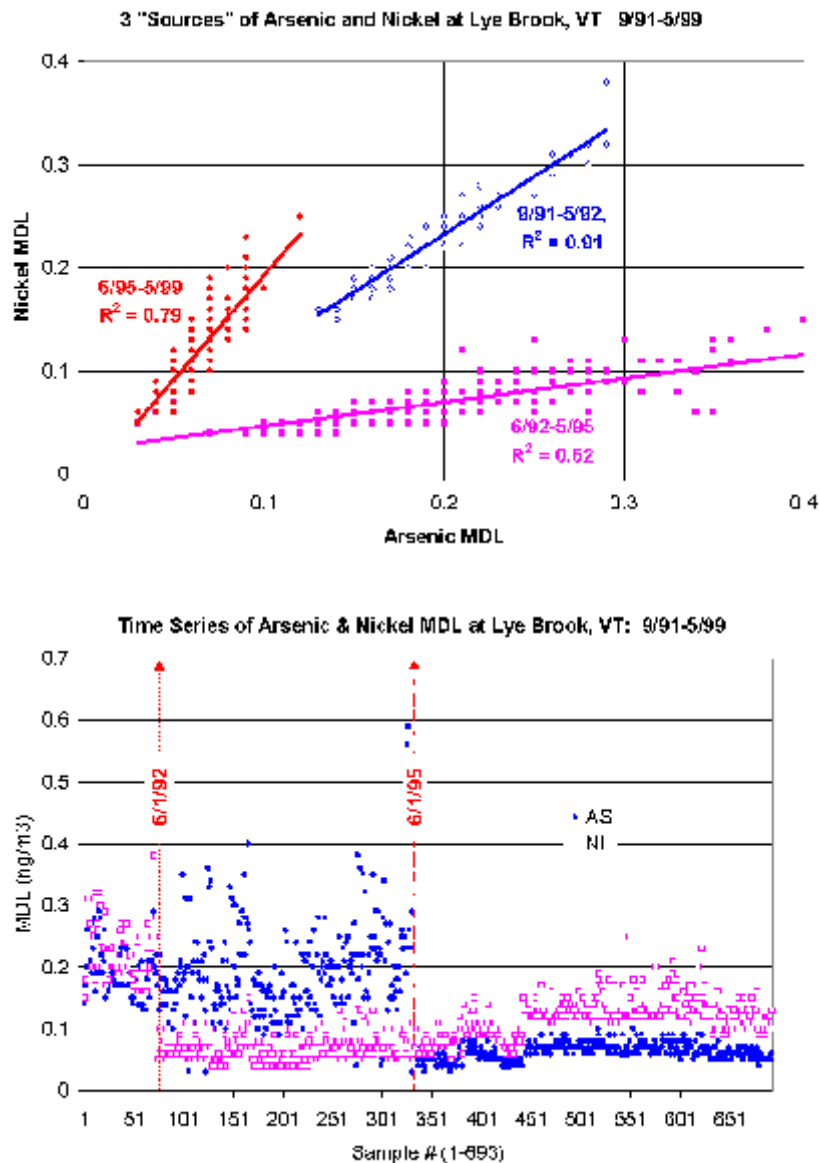 3 "Sources" of Arsenic and Nickel at Lye Brook, VT 9/91-5/99
0.4
0.3
0.2
0.1
0
Nickel MDL
9/91-5/92,
R² = 0.91
6/95-5/99
R² = 0.79
6/92-5/95
R² = 0.62
0 0.1 0.2 0.3 0.4
Arsenic MDL
Time Series of Arsenic & Nickel MDL at Lye Brook, VT: 9/91-5/99
0.7
0.6
0.5
0.4
0.3
0.2
0.1
0
MDL (ng/m3)
6/1/92
6/1/95
AS
NI
1 51 101 151 201 251 301 351 401 451 501 551 601 651
Sample # (1-693)